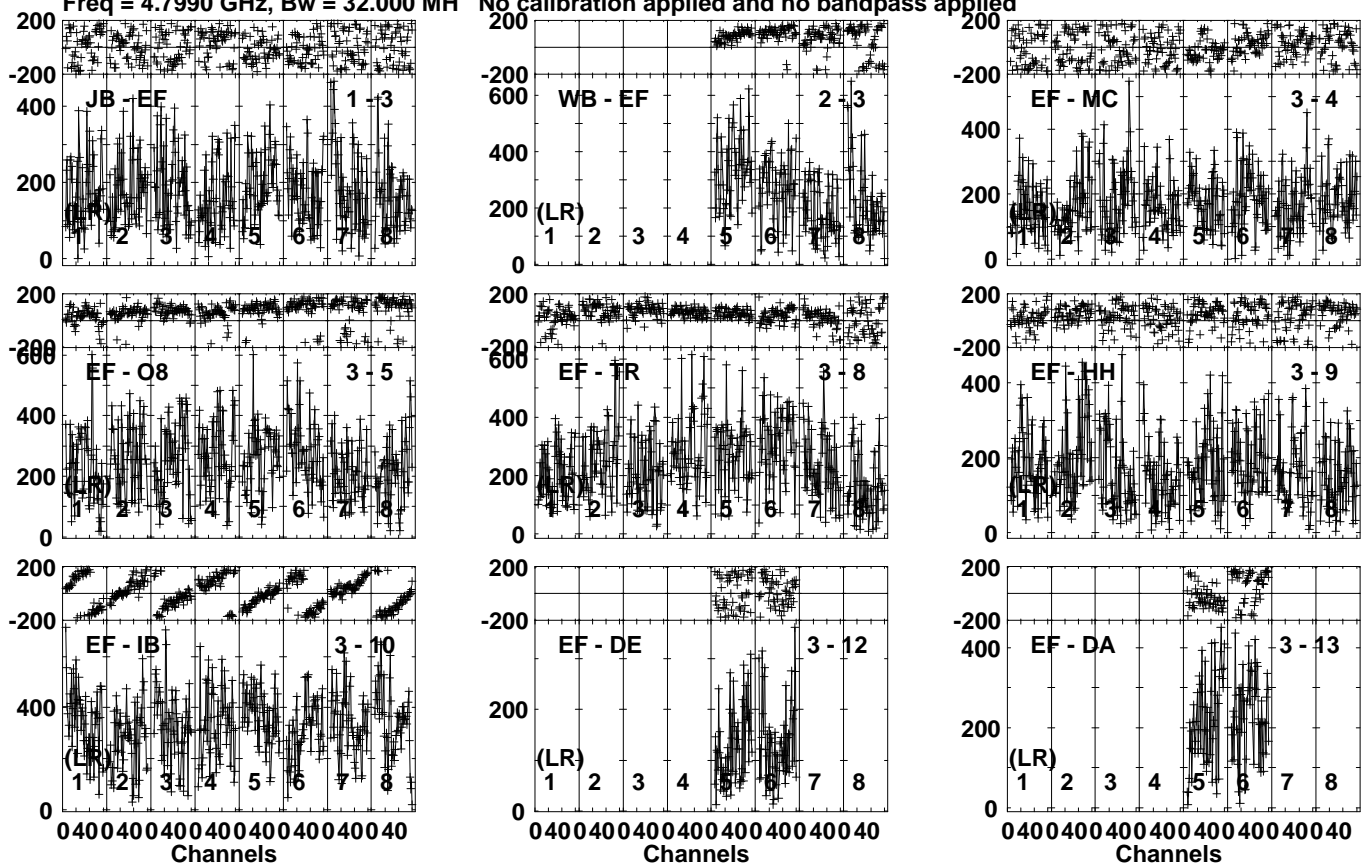 Freq = 4.7990 GHz, Bw = 32.000 MH No calibration applied and no bandpass applied
200 200 200
-200 -200 -200
JB - EF 1 - 3 WB - EF 2 - 3 EF - MC 3 - 4
400 600 400
200 400 200
0 200 0
0
(LR) (LR) (LR)
1 2 3 4 5 6 7 8 1 2 3 4 5 6 7 8 1 2 3 4 5 6 7 8
200 200 200
-200 -200 -200
600 600
EF - O8 3 - 5 EF - TR 3 - 8 EF - HH 3 - 9
400 400 400
200 200 200
0 0 0
(LR) (LR) (LR)
1 2 3 4 5 6 7 8 1 2 3 4 5 6 7 8 1 2 3 4 5 6 7 8
200 200 200
-200 -200 -200
EF - IB 3 - 10 EF - DE 3 - 12 EF - DA 3 - 13
400 200 400
0 0 200
0
(LR) (LR) (LR)
1 2 3 4 5 6 7 8 1 2 3 4 5 6 7 8 1 2 3 4 5 6 7 8
0 40 0 40 0 40 0 40 0 40 0 40 0 40 0 40 0 40 0 40 0 40 0 40 0 40 0 40 0 40 0 40 0 40 0 40 0 40 0 40 0 40 0 40 0 40 0 40
Channels Channels Channels